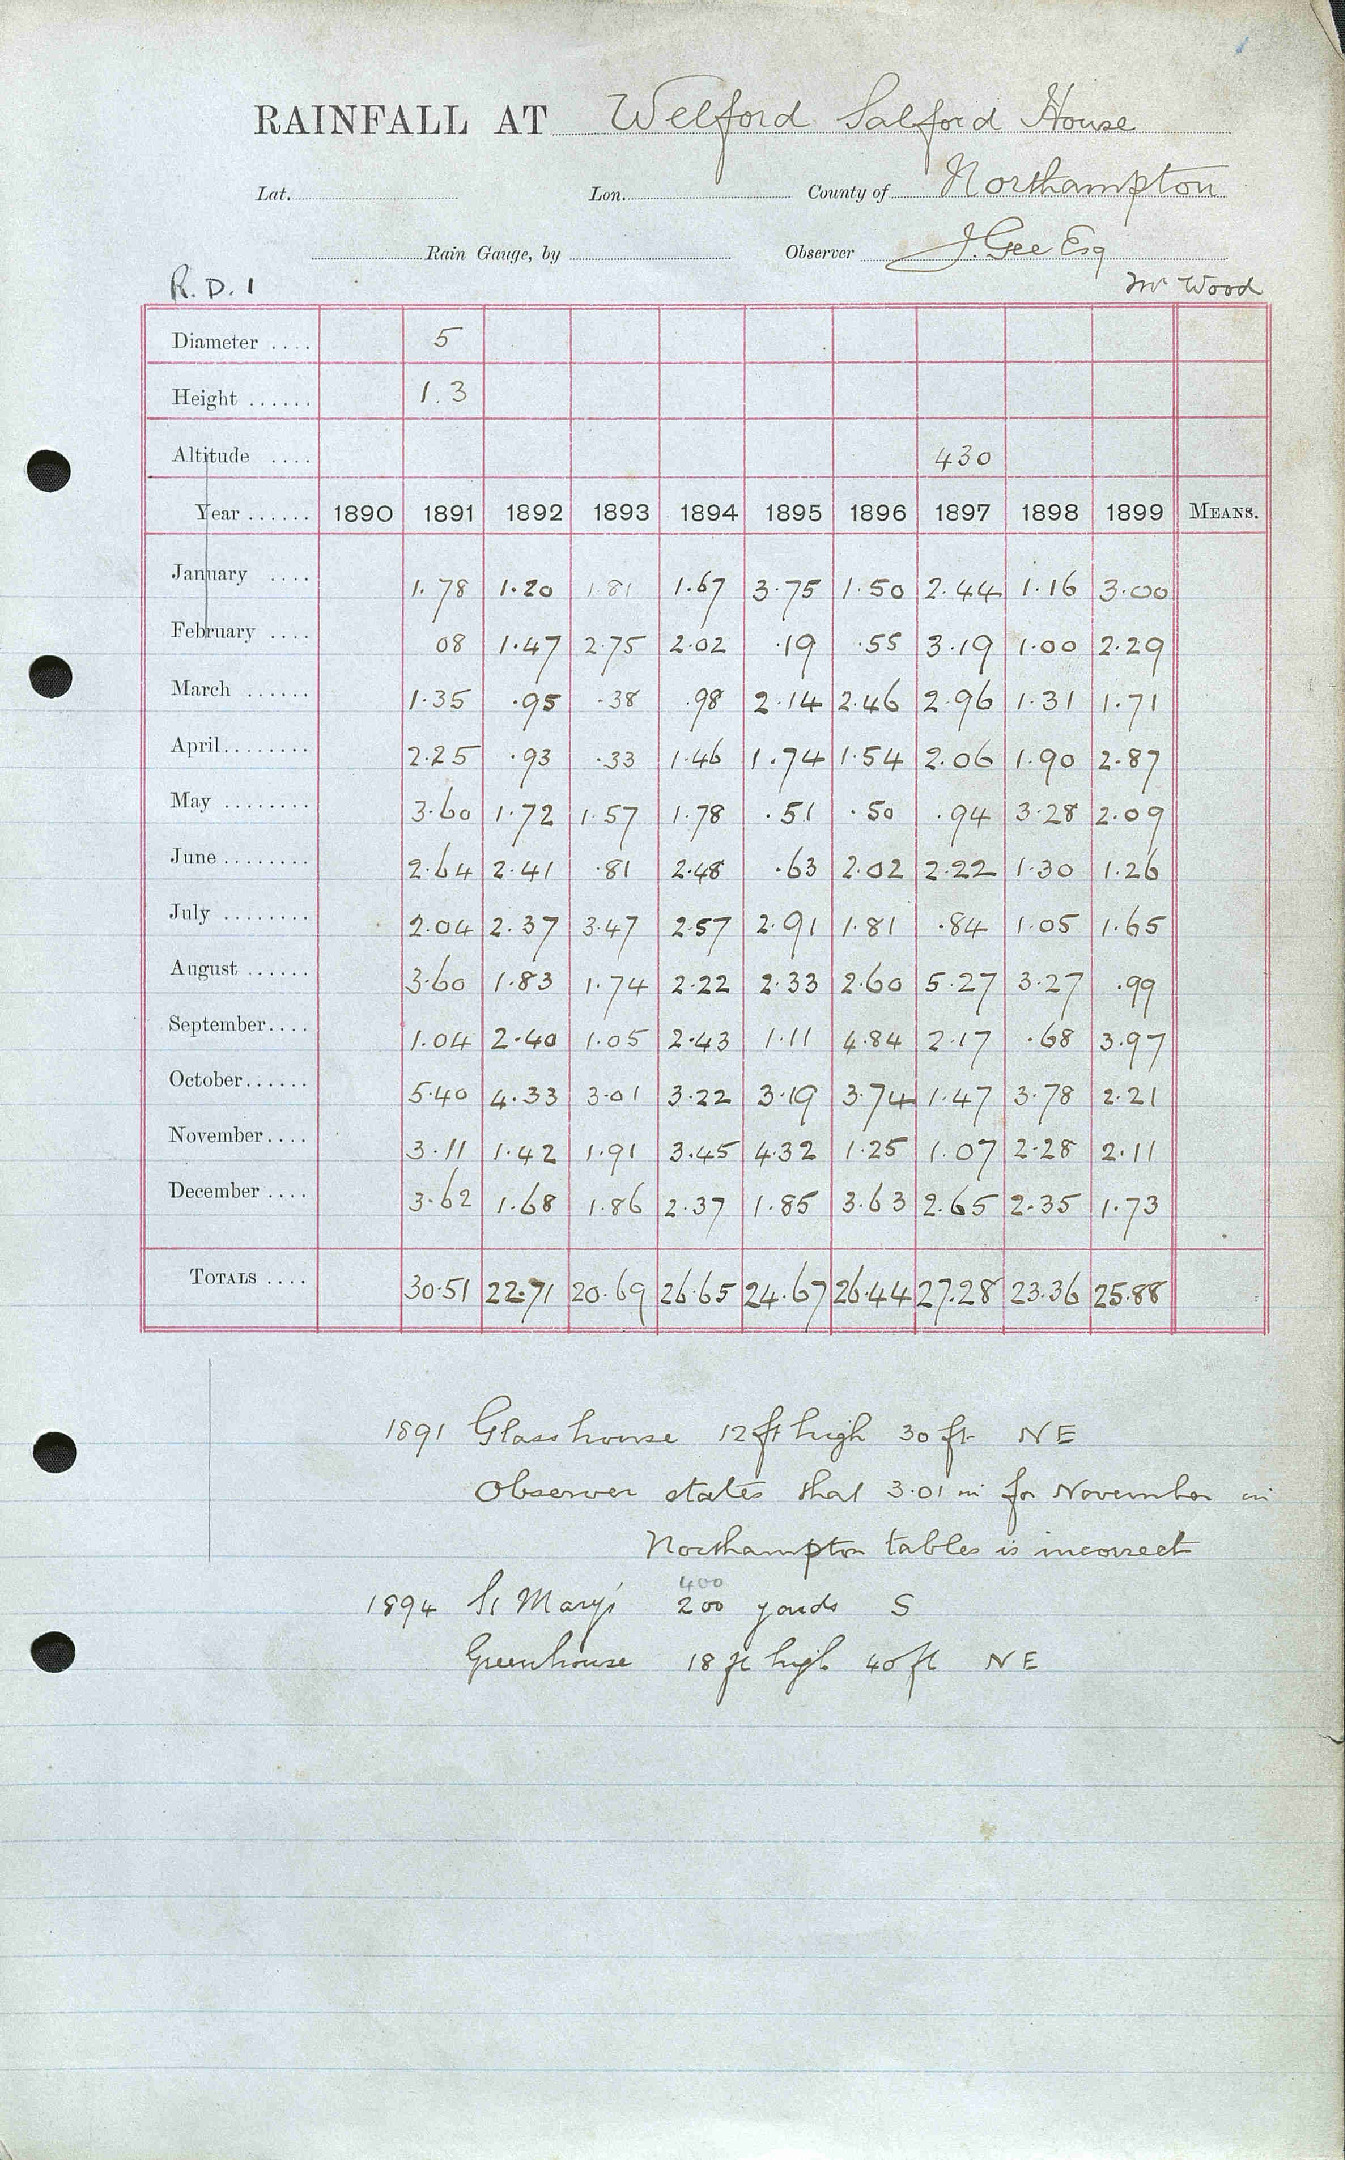 RAINFALL AT Welford Salford House
Lat. Lon. County of Northampton
Rain Gauge, by Observer J. Gee Esq
R.D.1 Mr Wood
Diameter .... 5
Height ...... 1.3
Altitude .... 430
Year ...... 1890 1891 1892 1893 1894 1895 1896 1897 1898 1899 MEANS.
January .... 1.78 1.20 1.81 1.67 3.75 1.50 2.44 1.16 3.00
February .... 08 1.47 2.75 2.02 .19 .55 3.19 1.00 2.29
March ...... 1.35 .95 .38 .98 2.14 2.46 2.96 1.31 1.71
April........ 2.25 .93 .33 1.46 1.74 1.54 2.06 1.90 2.87
May ........ 3.60 1.72 1.57 1.78 .51 .50 .94 3.28 2.09
June ........ 2.64 2.41 .81 2.48 .63 2.02 2.22 1.30 1.26
July ........ 2.04 2.37 3.47 2.57 2.91 1.81 .84 1.05 1.65
August ...... 3.60 1.83 1.74 2.22 2.33 2.60 5.27 3.27 .99
September.... 1.04 2.40 1.05 2.43 1.11 4.84 2.17 .68 3.97
October...... 5.40 4.33 3.01 3.22 3.19 3.74 1.47 3.78 2.21
November.... 3.11 1.42 1.91 3.45 4.32 1.25 1.07 2.28 2.11
December .... 3.62 1.68 1.86 2.37 1.85 3.63 2.65 2.35 1.73
TOTALS .... 30.51 22.71 20.69 26.65 24.67 26.44 27.28 23.36 25.88
1891 Glass house 12 ft high 30 ft NE
Observer states that 3.01 in for November in
Northampton tables is incorrect
400
1894 St Mary's 200 yards S
Greenhouse 18 ft high 40 ft NE